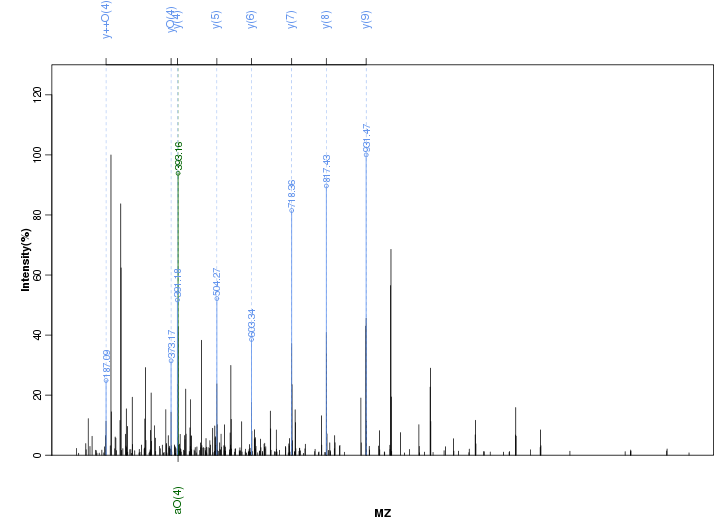 y++O(4)
yO(4)
y(4)
y(5)
y(6)
y(7)
y(8)
y(9)
Intensity(%)
120
100
80
60
40
20
0
187.09
373.17
391.18
393.16
504.27
603.34
718.36
817.43
931.47
aO(4)
MZ